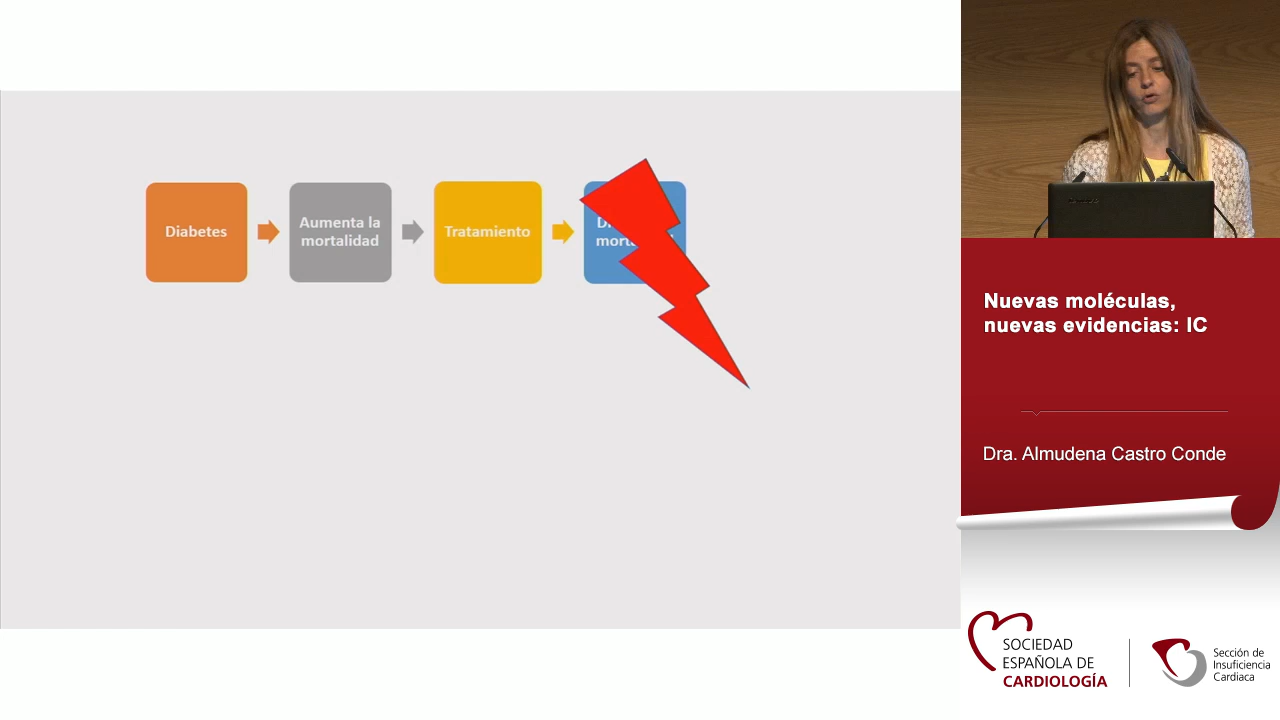 Diabetes
Aumenta la
mortalidad
Tratamiento
Nuevas moléculas,
nuevas evidencias: IC
Dra. Almudena Castro Conde
SOCIEDAD
ESPAÑOLA DE
CARDIOLOGÍA
Sección de
Insuficiencia
Cardiaca